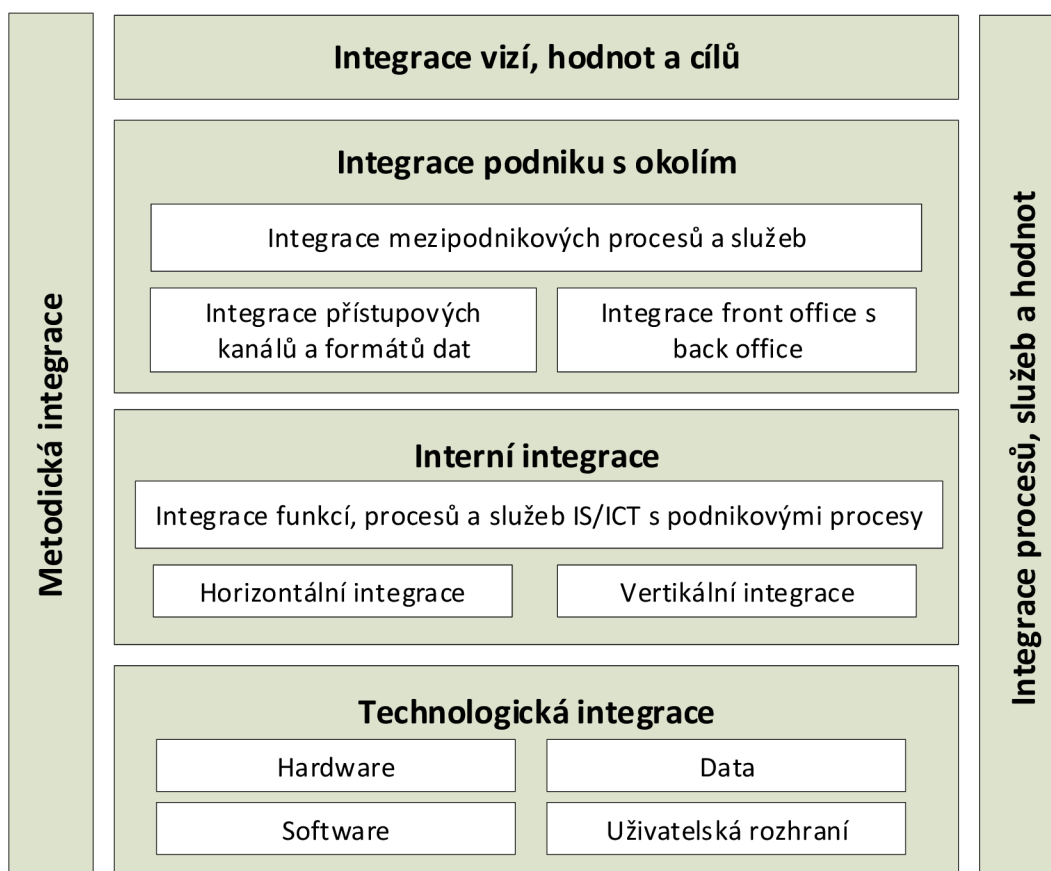 Metodická integrace
Integrace vizí, hodnot a cílů
Integrace podniku s okolím
Integrace mezipodnikových procesů a služeb
Integrace přístupových
kanálů a formátů dat
Integrace front office s
back office
Interní integrace
Integrace funkcí, procesů a služeb IS/ICT s podnikovými procesy
Horizontální integrace
Vertikální integrace
Technologická integrace
Hardware
Data
Software
Uživatelská rozhraní
Integrace procesů, služeb a hodnot